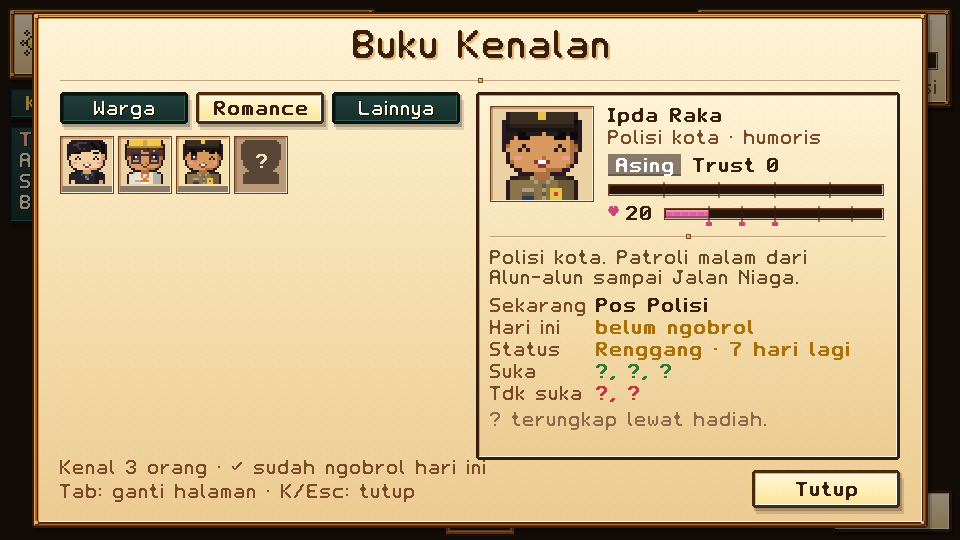 Buku Kenalan
Warga
Romance
Lainnya
?
Ipda Raka
Polisi kota · humoris
Asing Trust 0
20
Polisi kota. Patroli malam dari
Alun-alun sampai Jalan Niaga.
Sekarang Pos Polisi
Hari ini belum ngobrol
Status Renggang · 7 hari lagi
Suka ?, ?, ?
Tdk suka ?, ?
? terungkap lewat hadiah.
Kenal 3 orang · ✓ sudah ngobrol hari ini
Tab: ganti halaman · K/Esc: tutup
Tutup